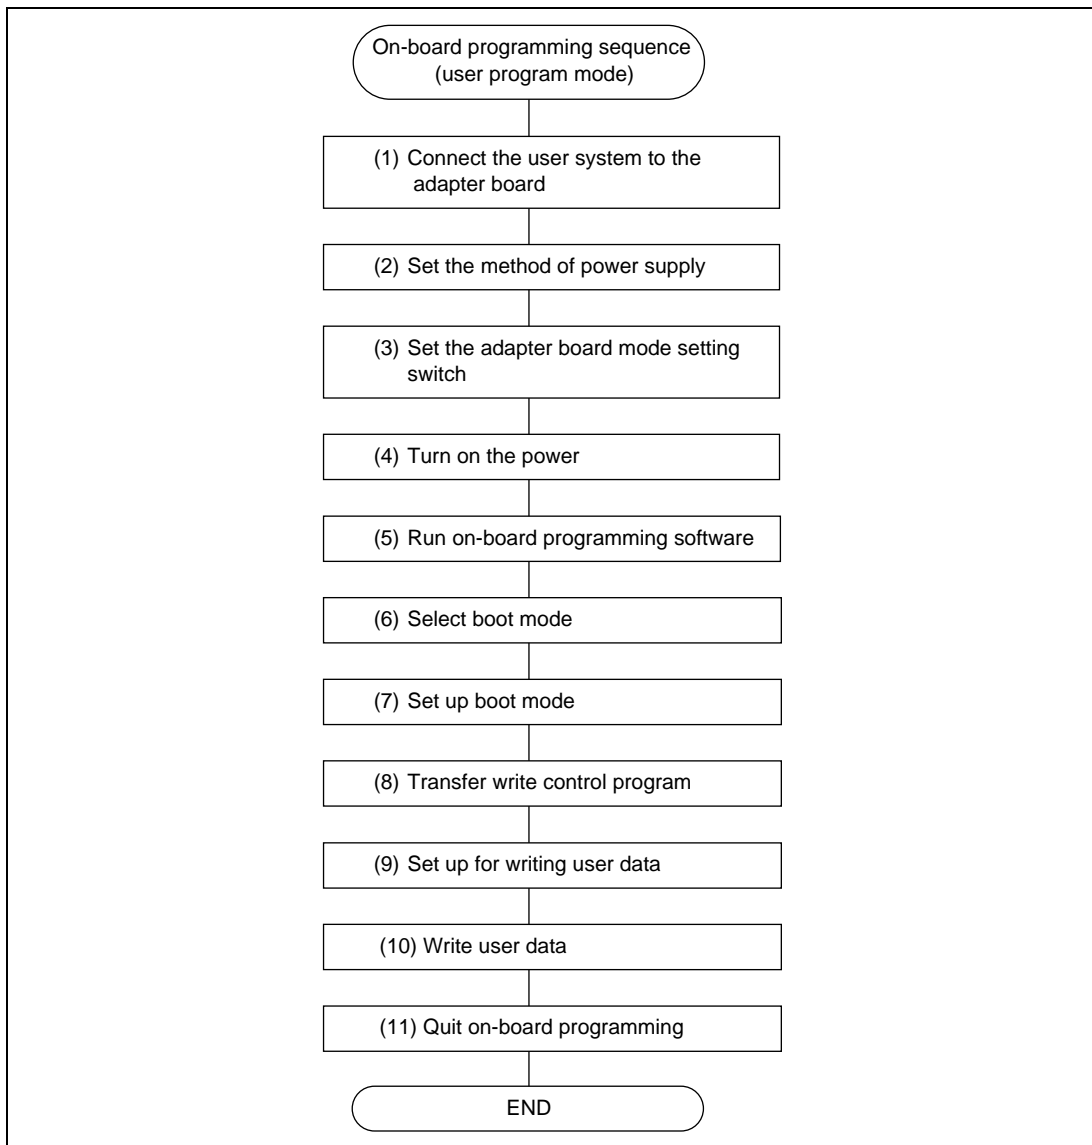 On-board programming sequence
(user program mode)
(1) Connect the user system to the
adapter board
(2) Set the method of power supply
(3) Set the adapter board mode setting
switch
(4) Turn on the power
(5) Run on-board programming software
(6) Select boot mode
(7) Set up boot mode
(8) Transfer write control program
(9) Set up for writing user data
(10) Write user data
(11) Quit on-board programming
END